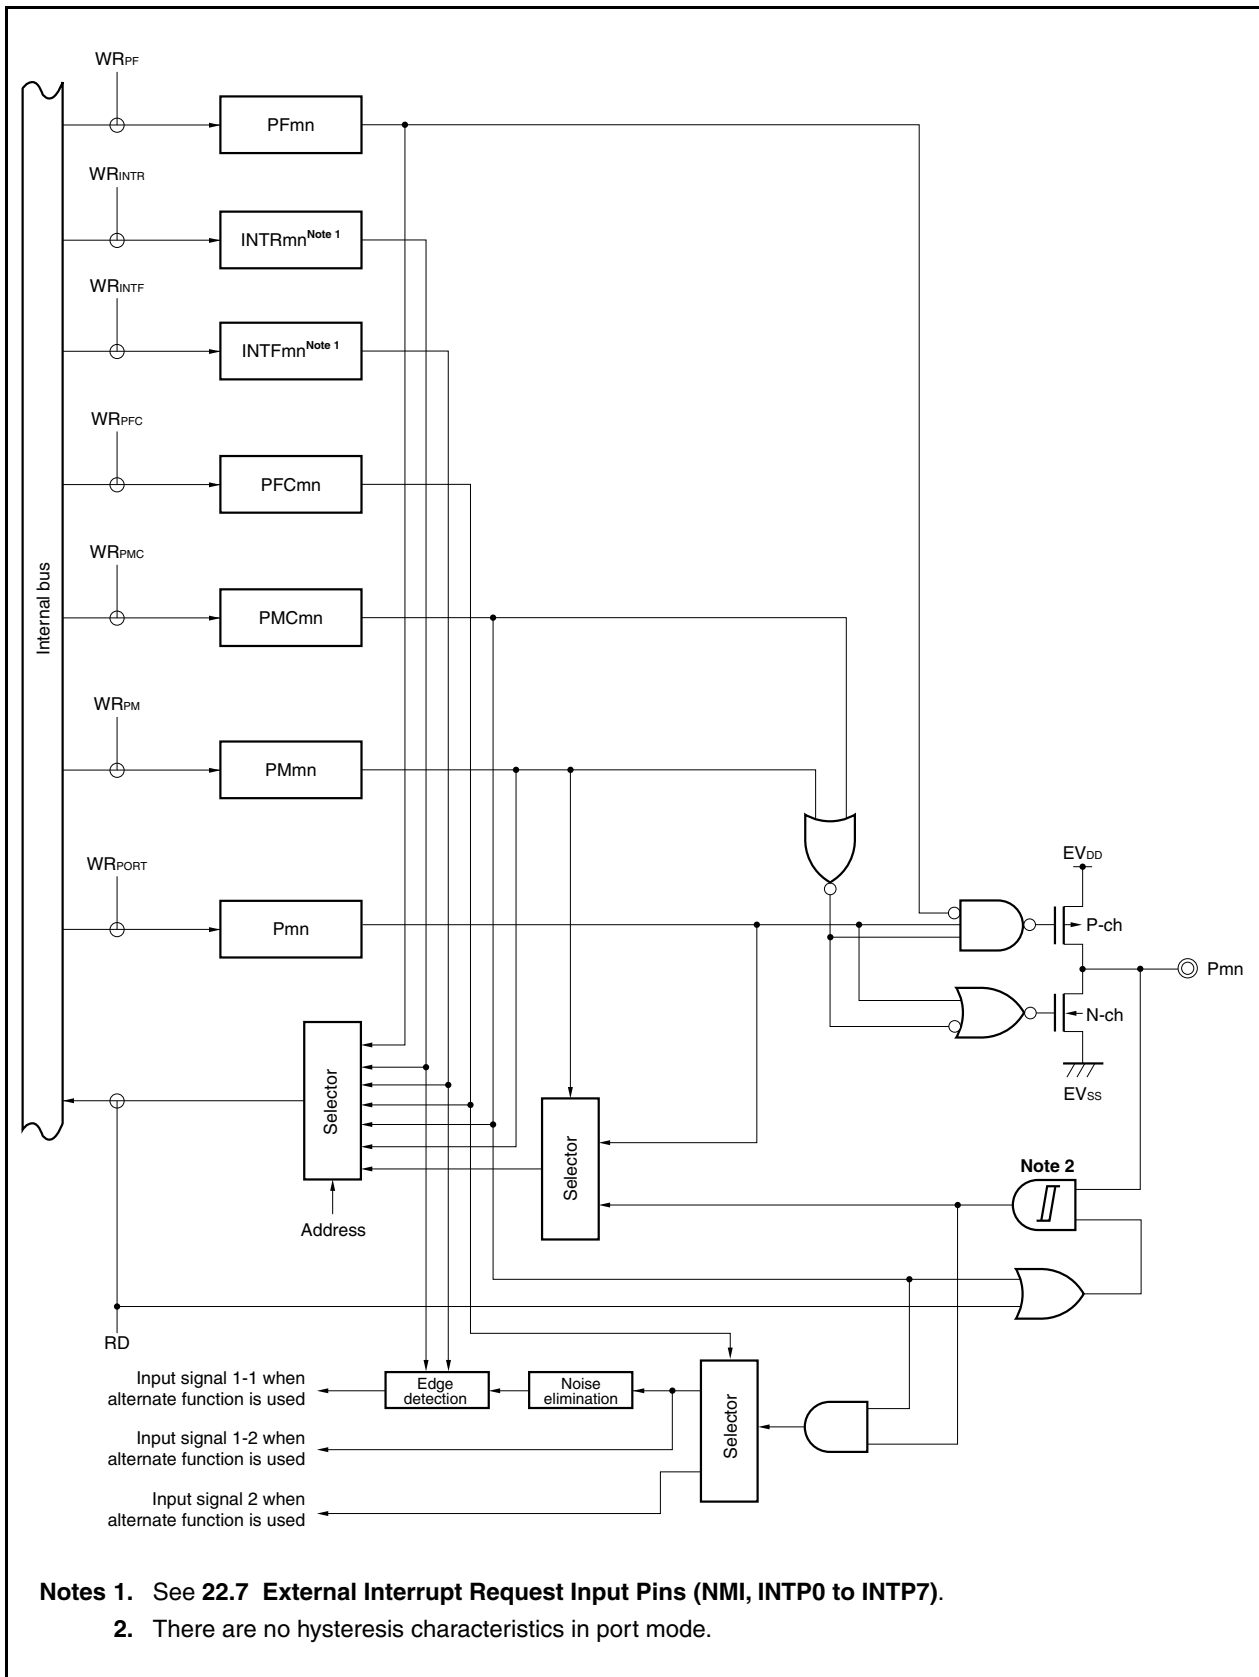 WRPF
PFmn
WRINTR
INTRmnNote 1
WRINTF
INTFmnNote 1
WRPFC
PFCmn
WRPMC
PMCmn
Internal bus
WRPM
PMmn
WRPORT
Pmn
EVDD
P-ch
Pmn
N-ch
EVSS
Selector
Selector
Note 2
Address
RD
Input signal 1-1 when
alternate function is used
Edge
detection
Noise
elimination
Selector
Input signal 1-2 when
alternate function is used
Input signal 2 when
alternate function is used
Notes 1. See 22.7 External Interrupt Request Input Pins (NMI, INTP0 to INTP7).
2. There are no hysteresis characteristics in port mode.